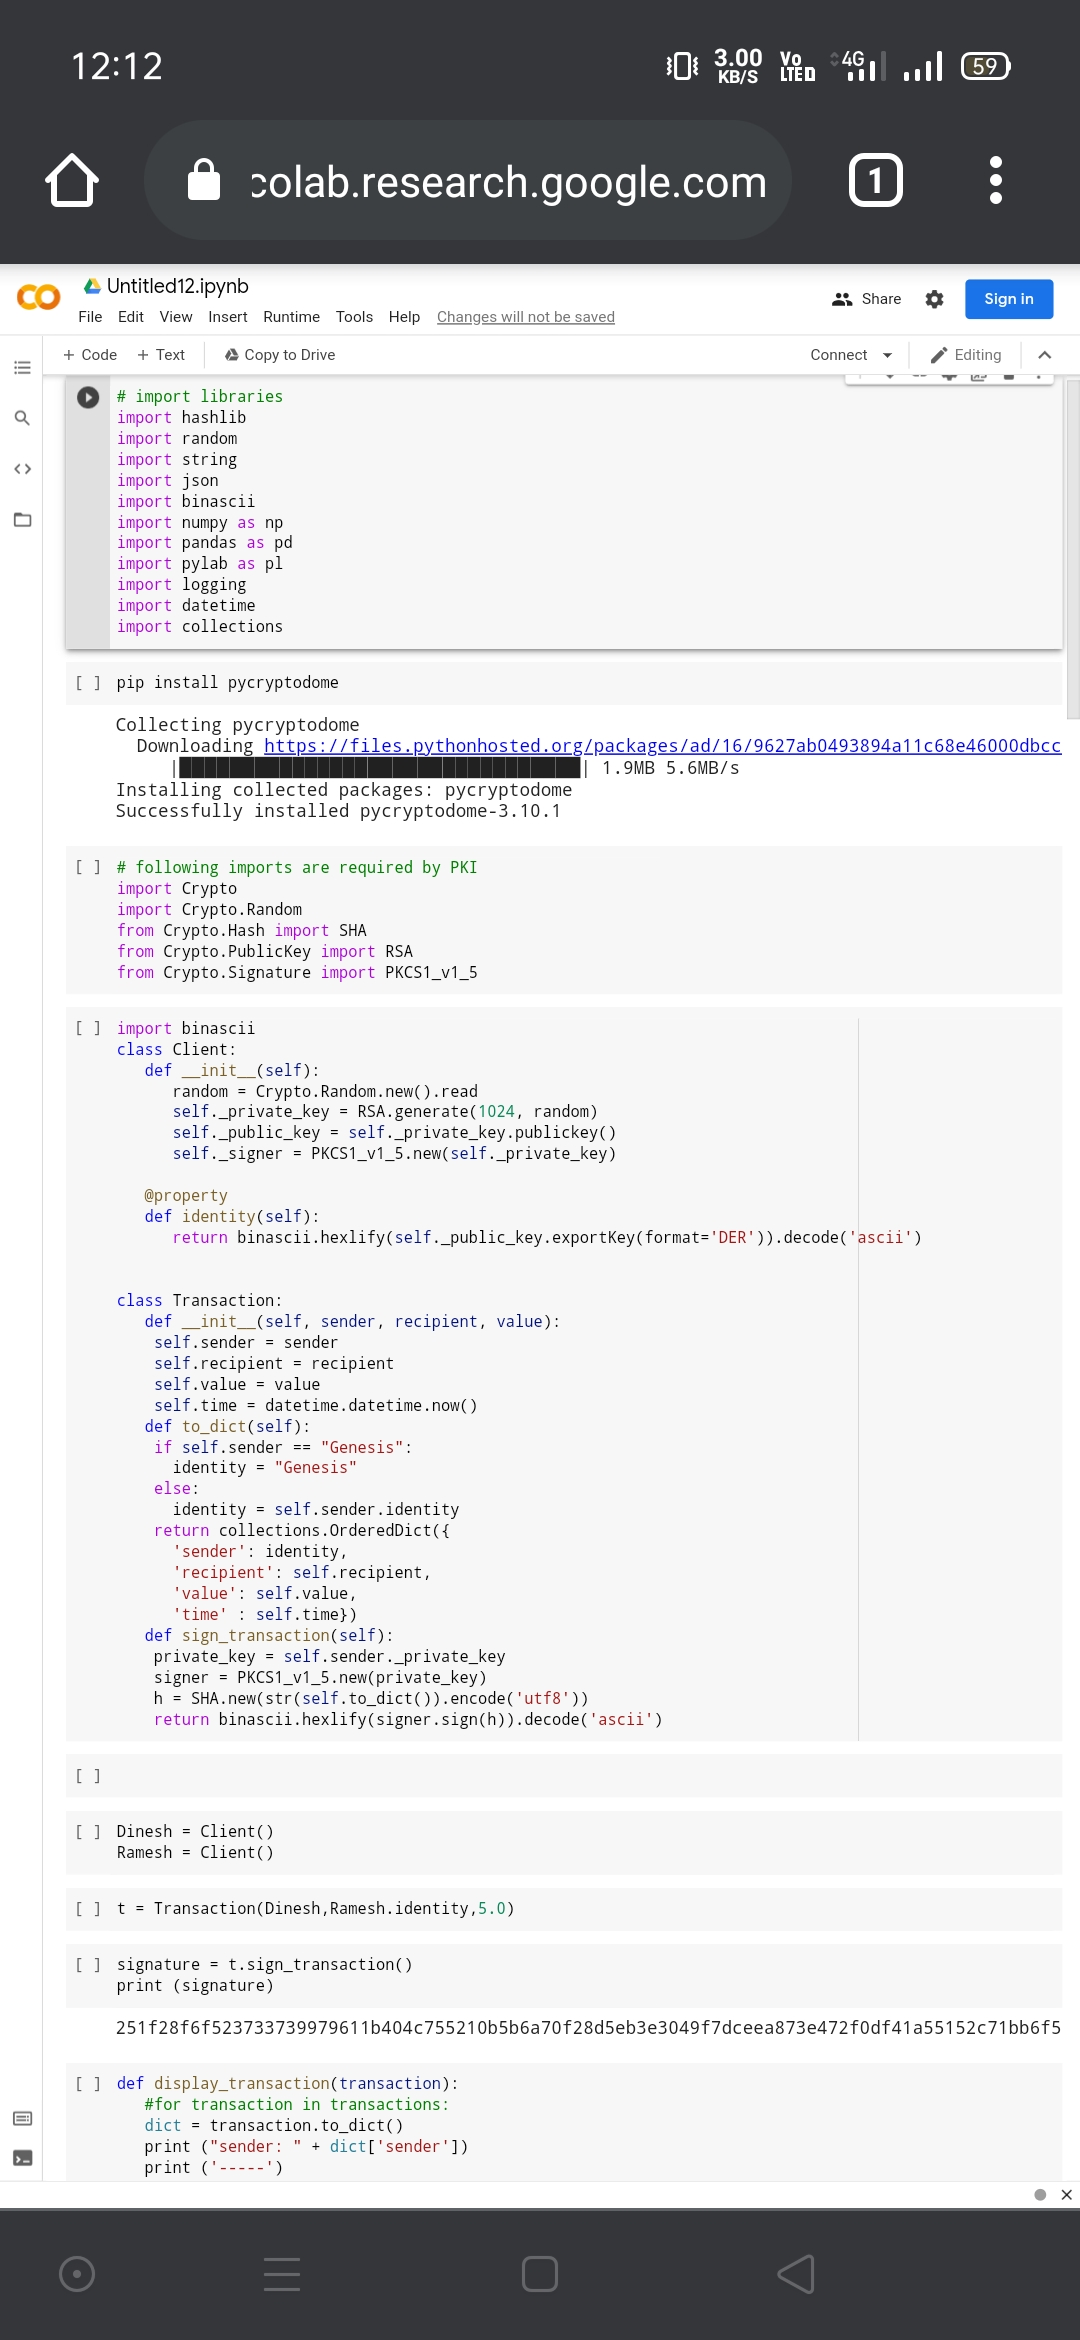 12:12
3.00 KB/S
Vo LTE
4G
59
colab.research.google.com
1
Untitled12.ipynb
File Edit View Insert Runtime Tools Help Changes will not be saved
Share
Sign in
+ Code + Text Copy to Drive
Connect
Editing
# import libraries
import hashlib
import random
import string
import json
import binascii
import numpy as np
import pandas as pd
import pylab as pl
import logging
import datetime
import collections
[ ] pip install pycryptodome
Collecting pycryptodome
Downloading https://files.pythonhosted.org/packages/ad/16/9627ab0493894a11c68e46000dbcc
|████████████████████████████████| 1.9MB 5.6MB/s
Installing collected packages: pycryptodome
Successfully installed pycryptodome-3.10.1
[ ] # following imports are required by PKI
import Crypto
import Crypto.Random
from Crypto.Hash import SHA
from Crypto.PublicKey import RSA
from Crypto.Signature import PKCS1_v1_5
[ ] import binascii
class Client:
def __init__(self):
random = Crypto.Random.new().read
self._private_key = RSA.generate(1024, random)
self._public_key = self._private_key.publickey()
self._signer = PKCS1_v1_5.new(self._private_key)
@property
def identity(self):
return binascii.hexlify(self._public_key.exportKey(format='DER')).decode('ascii')
class Transaction:
def __init__(self, sender, recipient, value):
self.sender = sender
self.recipient = recipient
self.value = value
self.time = datetime.datetime.now()
def to_dict(self):
if self.sender == "Genesis":
identity = "Genesis"
else:
identity = self.sender.identity
return collections.OrderedDict({
'sender': identity,
'recipient': self.recipient,
'value': self.value,
'time' : self.time})
def sign_transaction(self):
private_key = self.sender._private_key
signer = PKCS1_v1_5.new(private_key)
h = SHA.new(str(self.to_dict()).encode('utf8'))
return binascii.hexlify(signer.sign(h)).decode('ascii')
[ ]
[ ] Dinesh = Client()
Ramesh = Client()
[ ] t = Transaction(Dinesh,Ramesh.identity,5.0)
[ ] signature = t.sign_transaction()
print (signature)
251f28f6f523733739979611b404c755210b5b6a70f28d5eb3e3049f7dceea873e472f0df41a55152c71bb6f5
[ ] def display_transaction(transaction):
#for transaction in transactions:
dict = transaction.to_dict()
print ("sender: " + dict['sender'])
print ('-----')